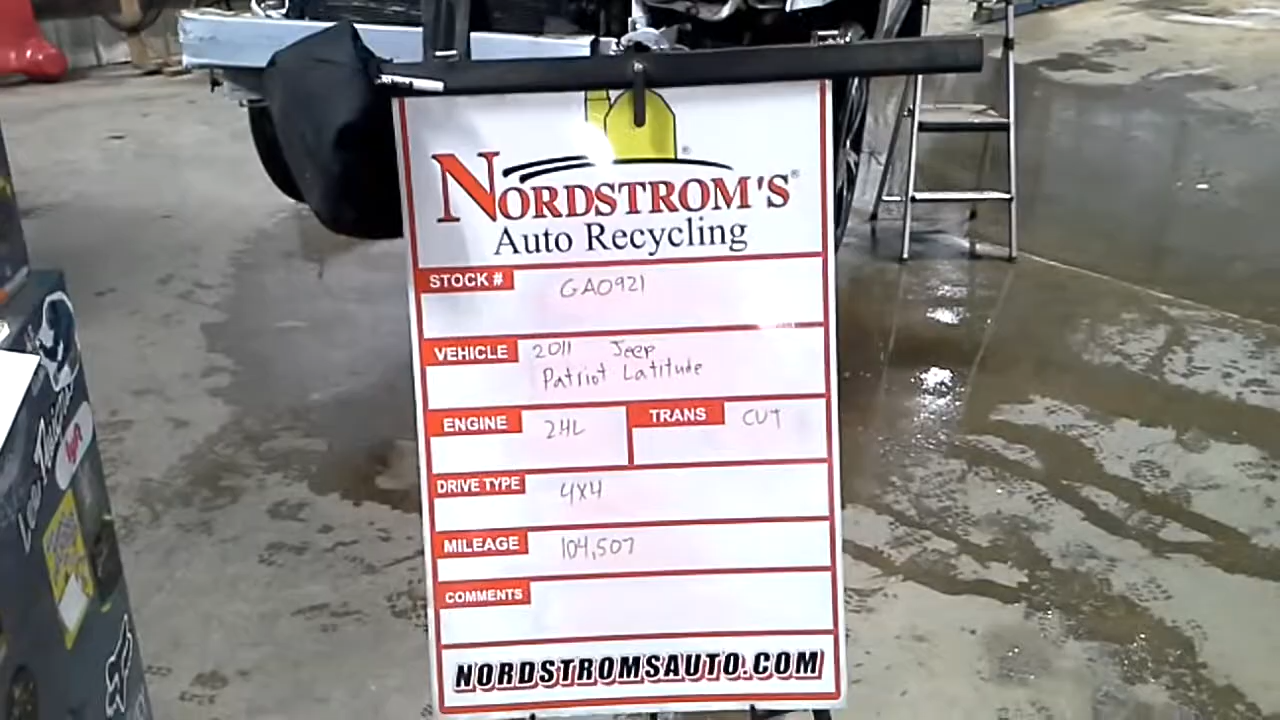 NORDSTROM'S®
Auto Recycling
STOCK # GA0921
VEHICLE 2011 Jeep
Patriot Latitude
ENGINE 2.4L TRANS CVT
DRIVE TYPE 4X4
MILEAGE 104,507
COMMENTS
NORDSTROMSAUTO.COM